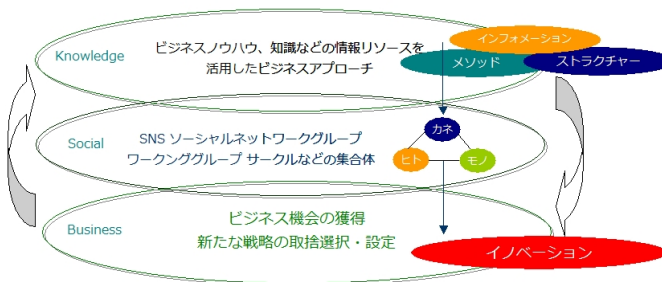 インフォメーション
Knowledge
ビジネスノウハウ、知識などの情報リソースを
活用したビジネスアプローチ
メソッド
ストラクチャー
Social
SNS ソーシャルネットワークグループ
ワーキンググループ サークルなどの集合体
カネ
ヒト
モノ
Business
ビジネス機会の獲得
新たな戦略の取捨選択・設定
イノベーション